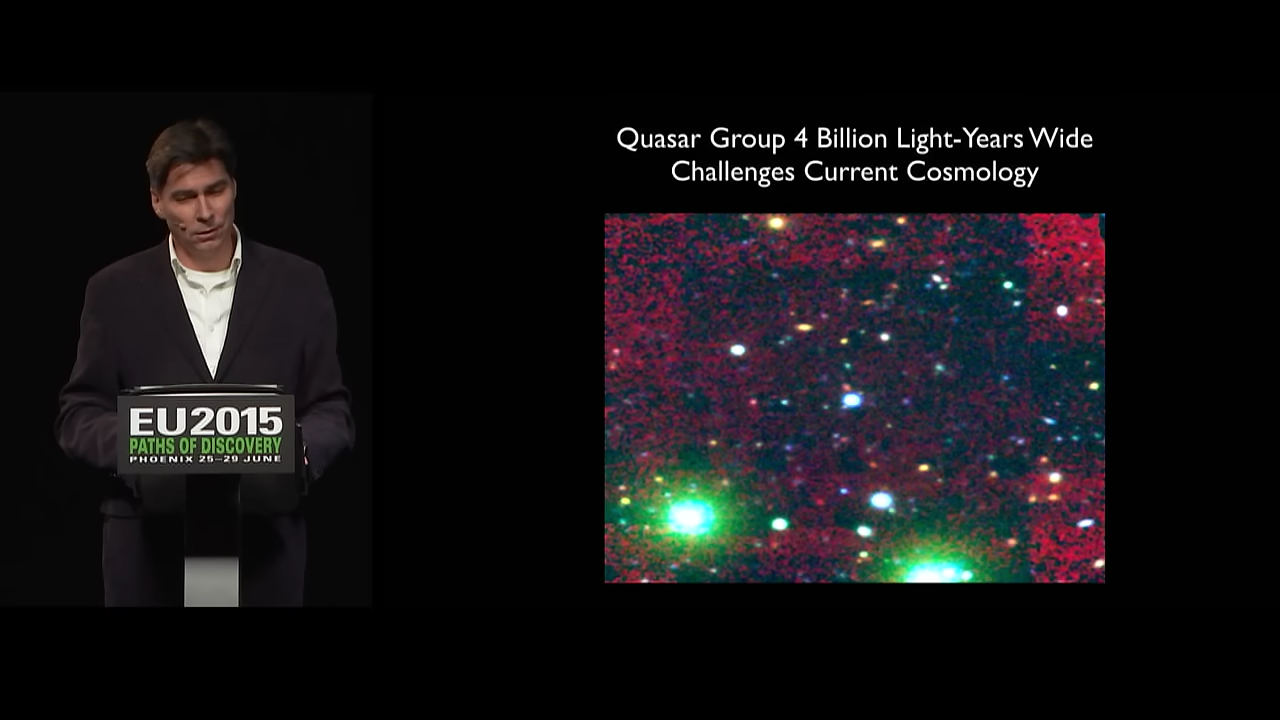 Quasar Group 4 Billion Light-Years Wide
Challenges Current Cosmology
EU2015
PATHS OF DISCOVERY
PHOENIX 25–29 JUNE